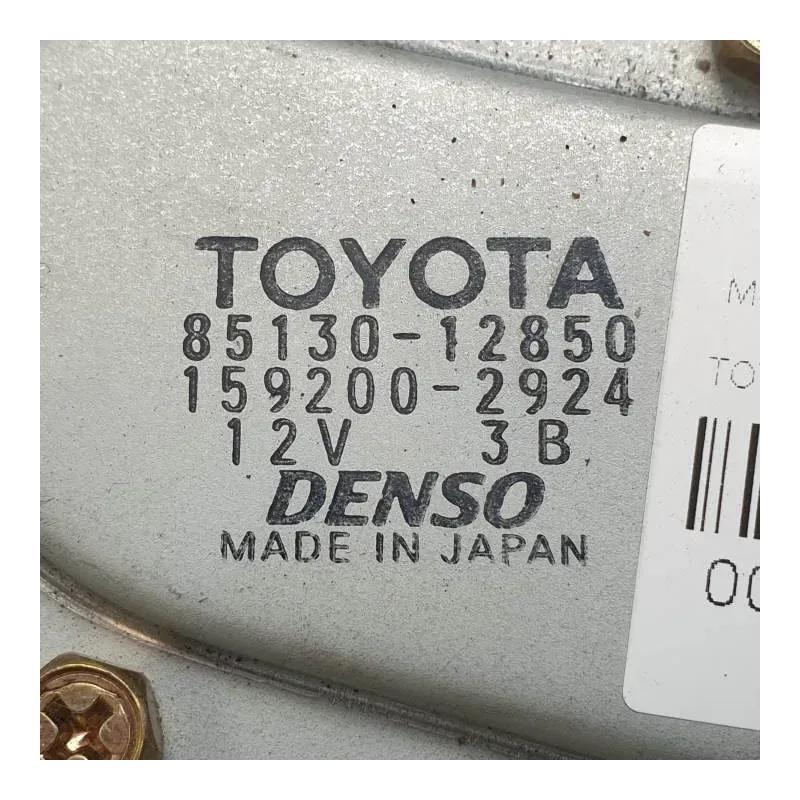 TOYOTA
85130-12850
159200-2924
12V 3B
DENSO
MADE IN JAPAN